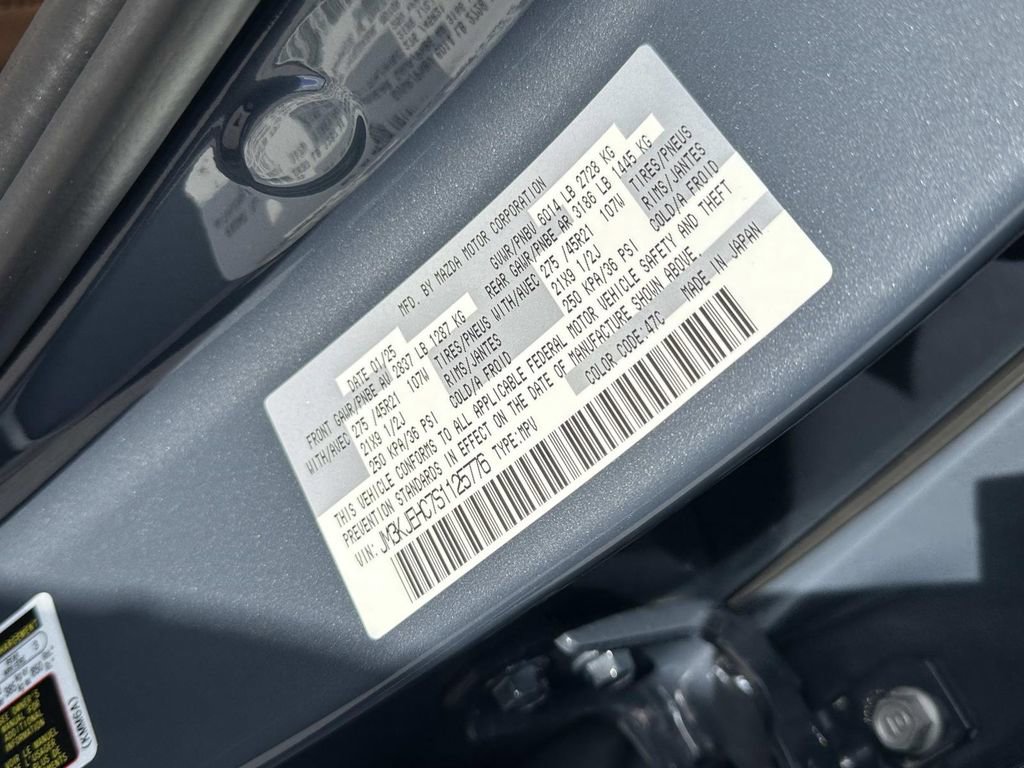 MFD. BY MAZDA MOTOR CORPORATION
DATE 01/25 GVWR/PNBV 6014 LB 2728 KG
FRONT GAWR/PNBE AV 2837 LB 1287 KG REAR GAWR/PNBE AR 3186 LB 1445 KG
WITH/AVEC 275 /45R21 107W TIRES/PNEUS WITH/AVEC 275 /45R21 107W TIRES/PNEUS
21X9 1/2J RIMS/JANTES 21X9 1/2J RIMS/JANTES
250 KPA/36 PSI COLD/A FROID 250 KPA/36 PSI COLD/A FROID
THIS VEHICLE CONFORMS TO ALL APPLICABLE FEDERAL MOTOR VEHICLE SAFETY AND THEFT
PREVENTION STANDARDS IN EFFECT ON THE DATE OF MANUFACTURE SHOWN ABOVE.
VIN: JM3KJEHC7S1125776 TYPE:MPV COLOR CODE:47C MADE IN JAPAN
(KMM6A)